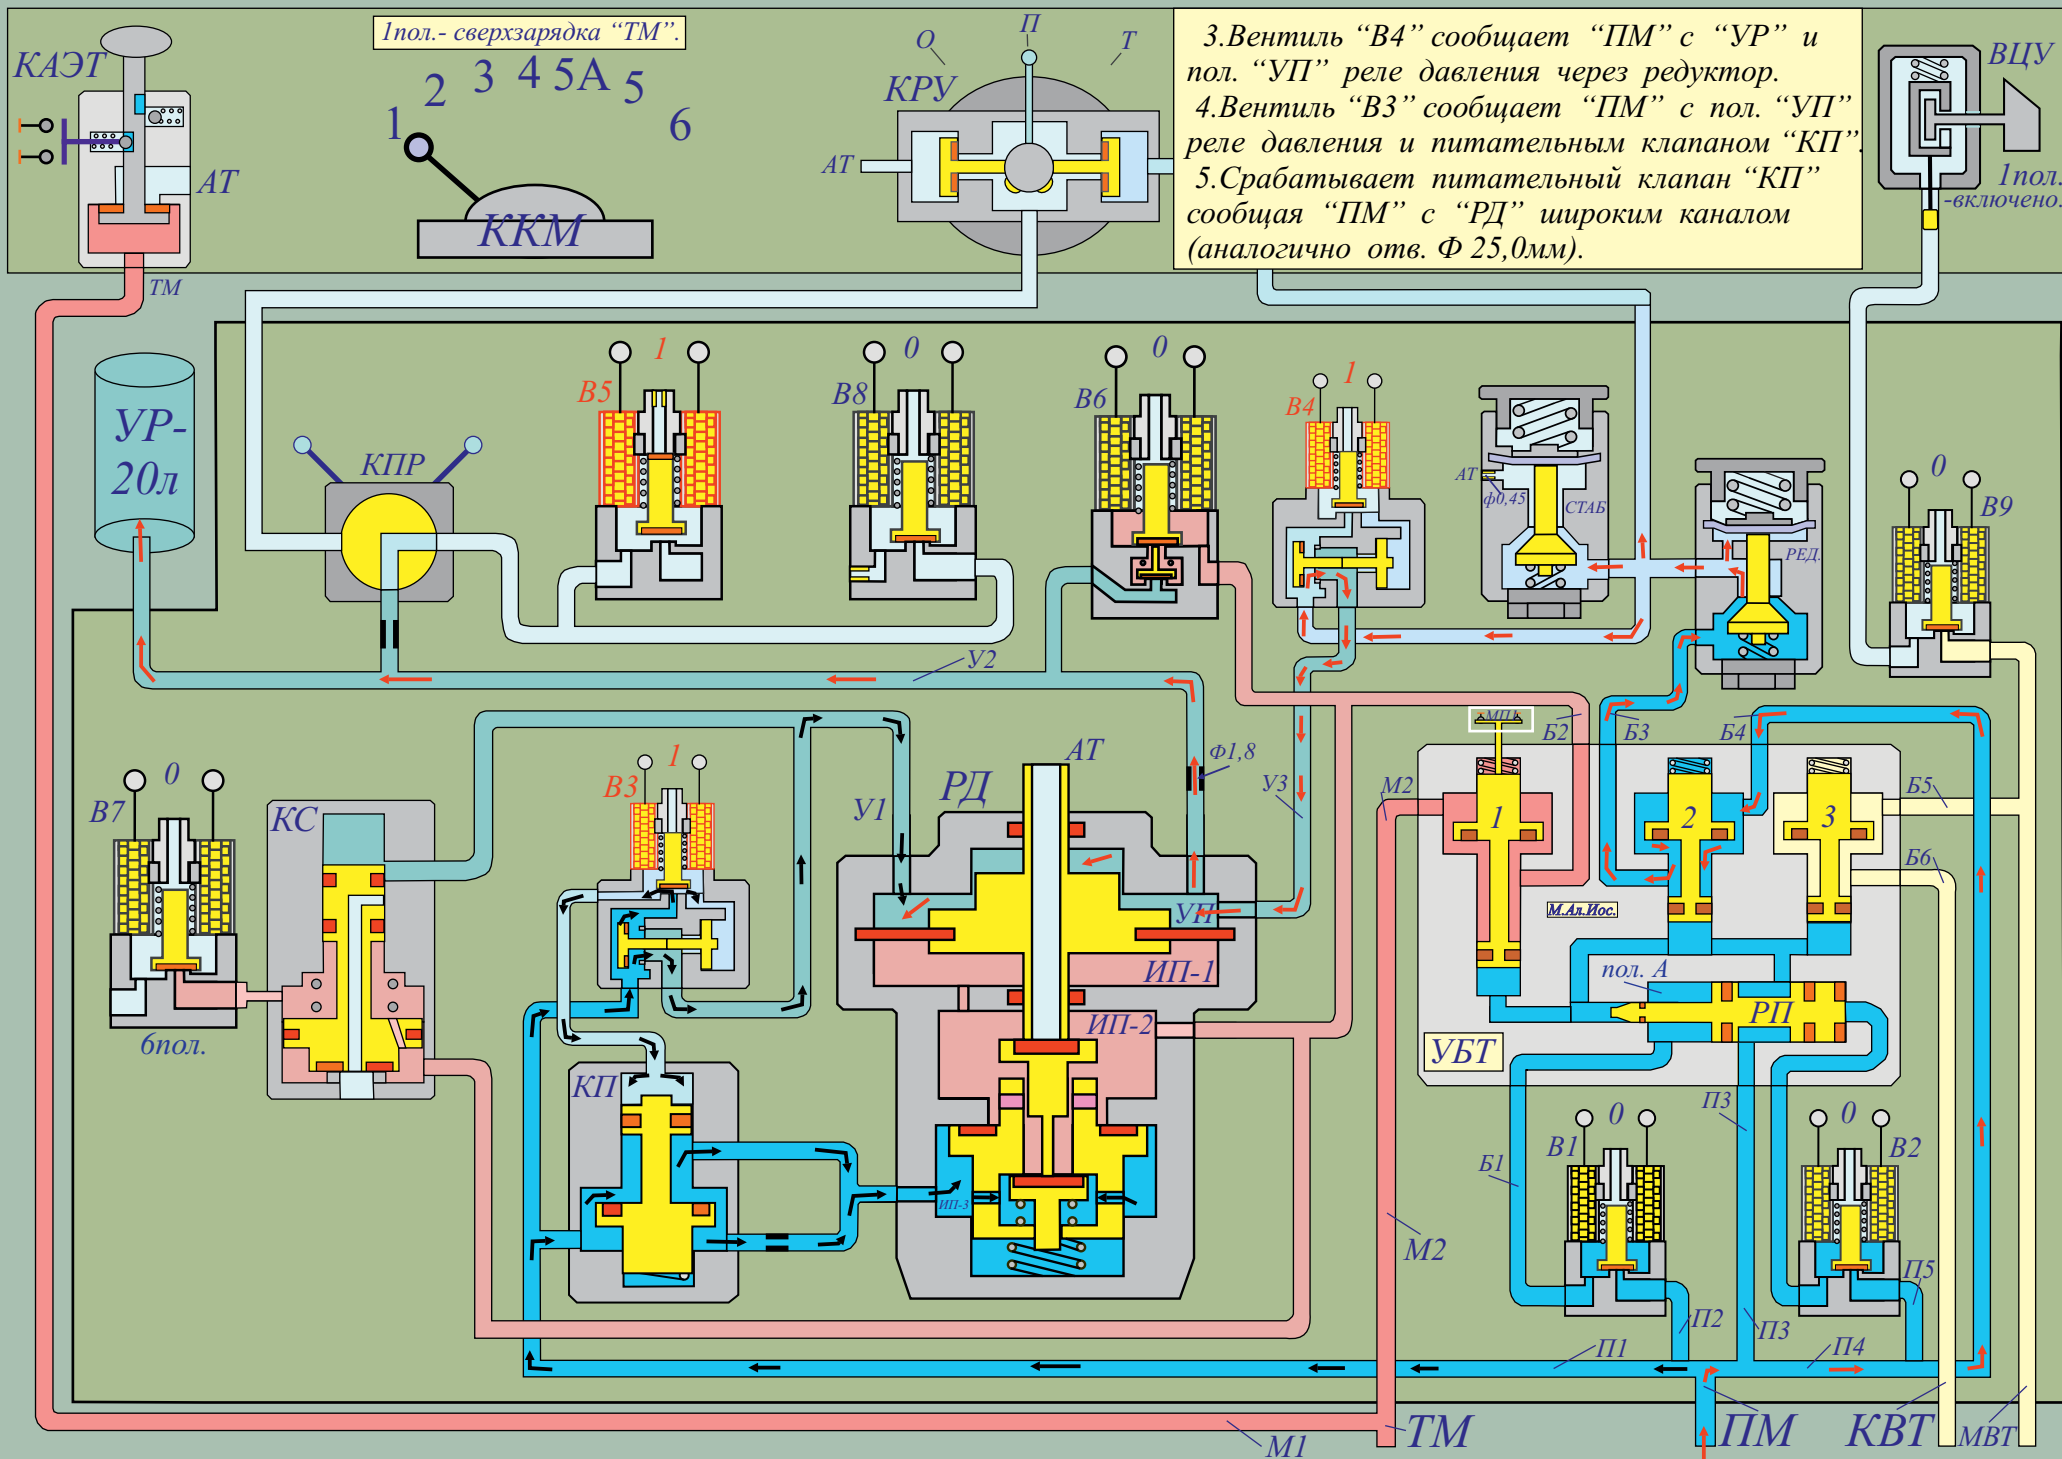 1пол.- сверхзарядка “ТМ”.
3.Вентиль “В4” сообщает “ПМ” с “УР” и
пол. “УП” реле давления через редуктор.
4.Вентиль “В3” сообщает “ПМ” с пол. “УП”
реле давления и питательным клапаном “КП”.
5.Срабатывает питательный клапан “КП”
сообщая “ПМ” с “РД” широким каналом
(аналогично отв. Ф 25,0мм).
КАЭТ
АТ
ТМ
1 2 3 4 5А 5 6
ККМ
О П Т
КРУ
АТ
ВЦУ
1пол.
-включено.
УР-
20л
КПР
В5 1
В8 0
В6 0
В4 1
АТ
ф0,45
СТАБ
РЕД.
0
В9
У2
Б2 Б3 Б4
МПУ
Ф1,8
У3
АТ
РД
У1
В3 1
В7 0
КС
6пол.
М2
1 2 3
Б5
Б6
М.Ал.Иос.
УП
ИП-1
ИП-2
ИП-3
пол. А
РП
УБТ
КП
П3
Б1
В1 0
В2 0
М2
П2
П3
П5
П1
П4
М1
ТМ
ПМ
КВТ
МВТ